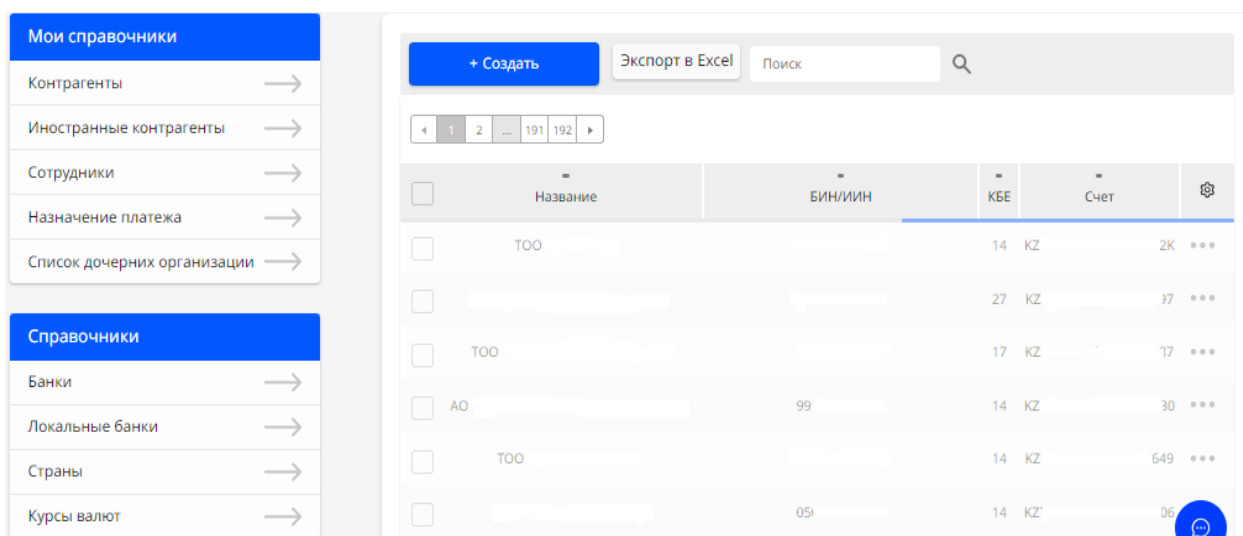 Мои справочники
Контрагенты
Иностранные контрагенты
Сотрудники
Назначение платежа
Список дочерних организации
Справочники
Банки
Локальные банки
Страны
Курсы валют
+ Создать Экспорт в Excel Поиск
1 2 ... 191 192
Название БИН/ИИН КБЕ Счет
ТОО 14 KZ 2K
27 KZ 97
ТОО 17 KZ
АО 99 14 KZ 30
ТОО 14 KZ 649
14 KZ 06